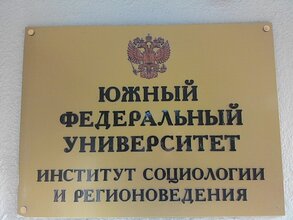 ЮЖНЫЙ
ФЕДЕРАЛЬНЫЙ
УНИВЕРСИТЕТ
ИНСТИТУТ СОЦИОЛОГИИ
И РЕГИОНОВЕДЕНИЯ